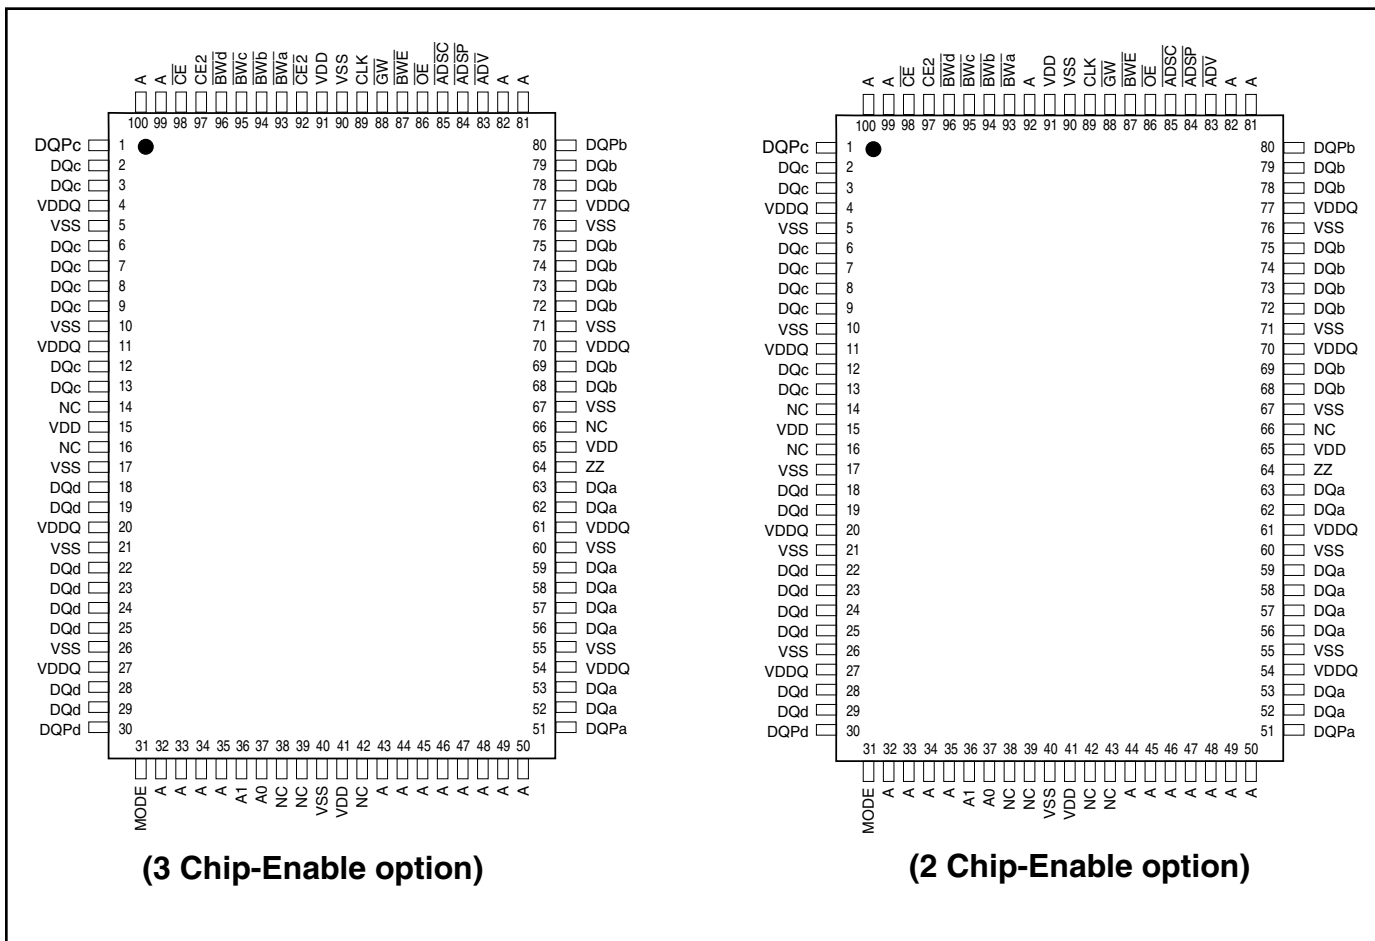 A A CE CE2 BWd BWc BWb BWa CE2 VDD VSS CLK GW BWE OE ADSC ADSP ADV A A
100 99 98 97 96 95 94 93 92 91 90 89 88 87 86 85 84 83 82 81
DQPc 1 80 DQPb
DQc 2 79 DQb
DQc 3 78 DQb
VDDQ 4 77 VDDQ
VSS 5 76 VSS
DQc 6 75 DQb
DQc 7 74 DQb
DQc 8 73 DQb
DQc 9 72 DQb
VSS 10 71 VSS
VDDQ 11 70 VDDQ
DQc 12 69 DQb
DQc 13 68 DQb
NC 14 67 VSS
VDD 15 66 NC
NC 16 65 VDD
VSS 17 64 ZZ
DQd 18 63 DQa
DQd 19 62 DQa
VDDQ 20 61 VDDQ
VSS 21 60 VSS
DQd 22 59 DQa
DQd 23 58 DQa
DQd 24 57 DQa
DQd 25 56 DQa
VSS 26 55 VSS
VDDQ 27 54 VDDQ
DQd 28 53 DQa
DQd 29 52 DQa
DQPd 30 51 DQPa
31 32 33 34 35 36 37 38 39 40 41 42 43 44 45 46 47 48 49 50
MODE A A A A A1 A0 NC NC VSS VDD NC A A A A A A A A
(3 Chip-Enable option)
A A CE CE2 BWd BWc BWb BWa A VDD VSS CLK GW BWE OE ADSC ADSP ADV A A
100 99 98 97 96 95 94 93 92 91 90 89 88 87 86 85 84 83 82 81
DQPc 1 80 DQPb
DQc 2 79 DQb
DQc 3 78 DQb
VDDQ 4 77 VDDQ
VSS 5 76 VSS
DQc 6 75 DQb
DQc 7 74 DQb
DQc 8 73 DQb
DQc 9 72 DQb
VSS 10 71 VSS
VDDQ 11 70 VDDQ
DQc 12 69 DQb
DQc 13 68 DQb
NC 14 67 VSS
VDD 15 66 NC
NC 16 65 VDD
VSS 17 64 ZZ
DQd 18 63 DQa
DQd 19 62 DQa
VDDQ 20 61 VDDQ
VSS 21 60 VSS
DQd 22 59 DQa
DQd 23 58 DQa
DQd 24 57 DQa
DQd 25 56 DQa
VSS 26 55 VSS
VDDQ 27 54 VDDQ
DQd 28 53 DQa
DQd 29 52 DQa
DQPd 30 51 DQPa
31 32 33 34 35 36 37 38 39 40 41 42 43 44 45 46 47 48 49 50
MODE A A A A A1 A0 NC NC VSS VDD NC NC A A A A A A A
(2 Chip-Enable option)